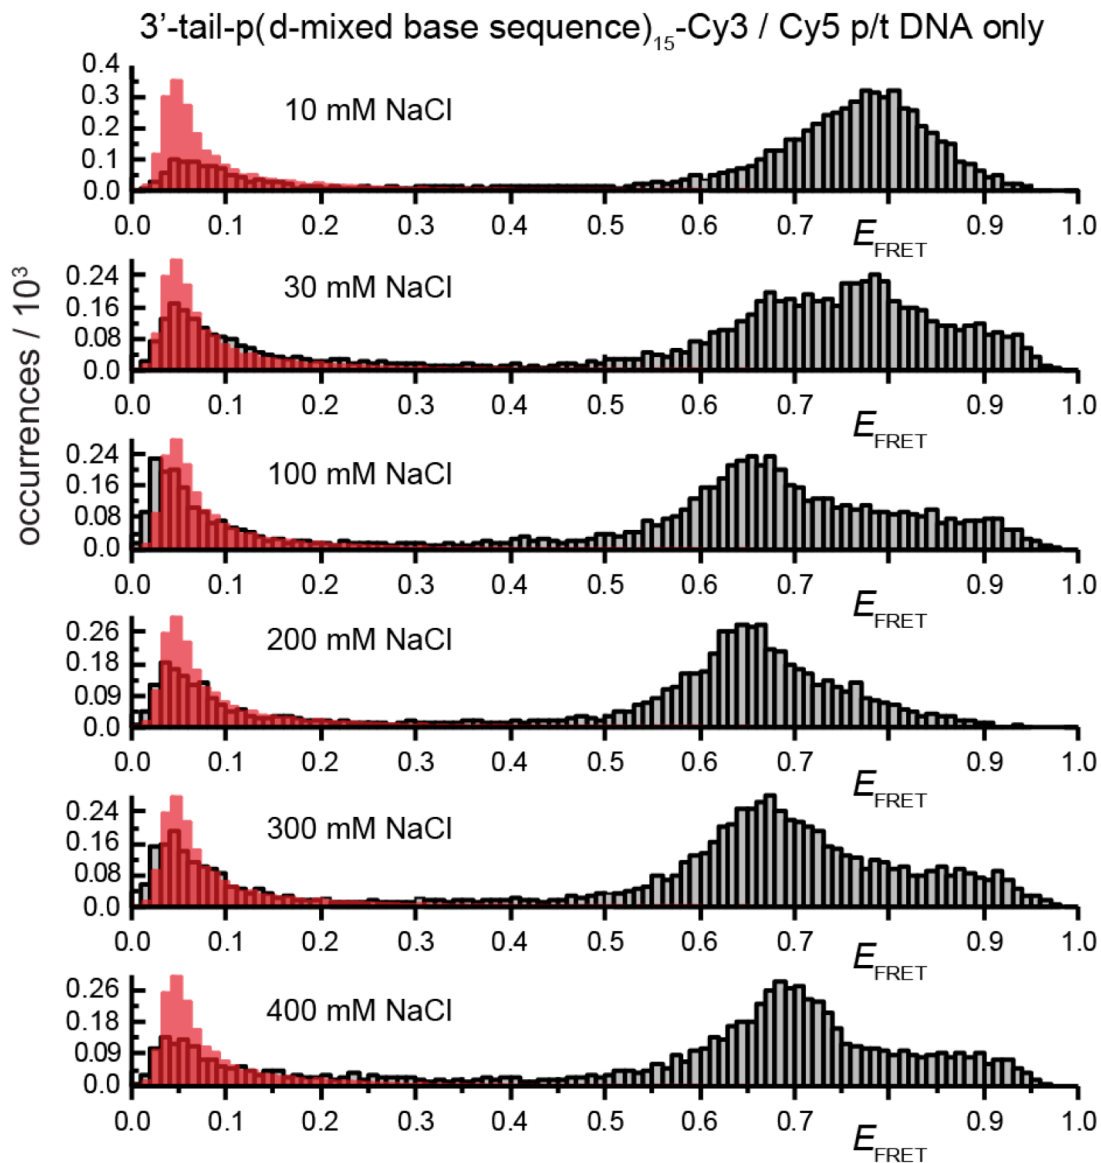 3’-tail-p(d-mixed base sequence)15-Cy3 / Cy5 p/t DNA only
occurrences / 10³
0.4
0.3
0.2
0.1
0.0
10 mM NaCl
0.0 0.1 0.2 0.3 0.4 0.5 0.6 0.7 0.9 1.0
EFRET
0.24
0.16
0.08
0.0
30 mM NaCl
0.0 0.1 0.2 0.3 0.4 0.5 0.6 0.7 0.9 1.0
EFRET
0.24
0.16
0.08
0.0
100 mM NaCl
0.0 0.1 0.2 0.3 0.4 0.5 0.6 0.7 0.9 1.0
EFRET
0.26
0.18
0.09
0.0
200 mM NaCl
0.0 0.1 0.2 0.3 0.4 0.5 0.6 0.7 0.9 1.0
EFRET
0.24
0.16
0.08
0.0
300 mM NaCl
0.0 0.1 0.2 0.3 0.4 0.5 0.6 0.7 0.9 1.0
EFRET
0.26
0.18
0.09
0.0
400 mM NaCl
0.0 0.1 0.2 0.3 0.4 0.5 0.6 0.7 0.9 1.0
EFRET